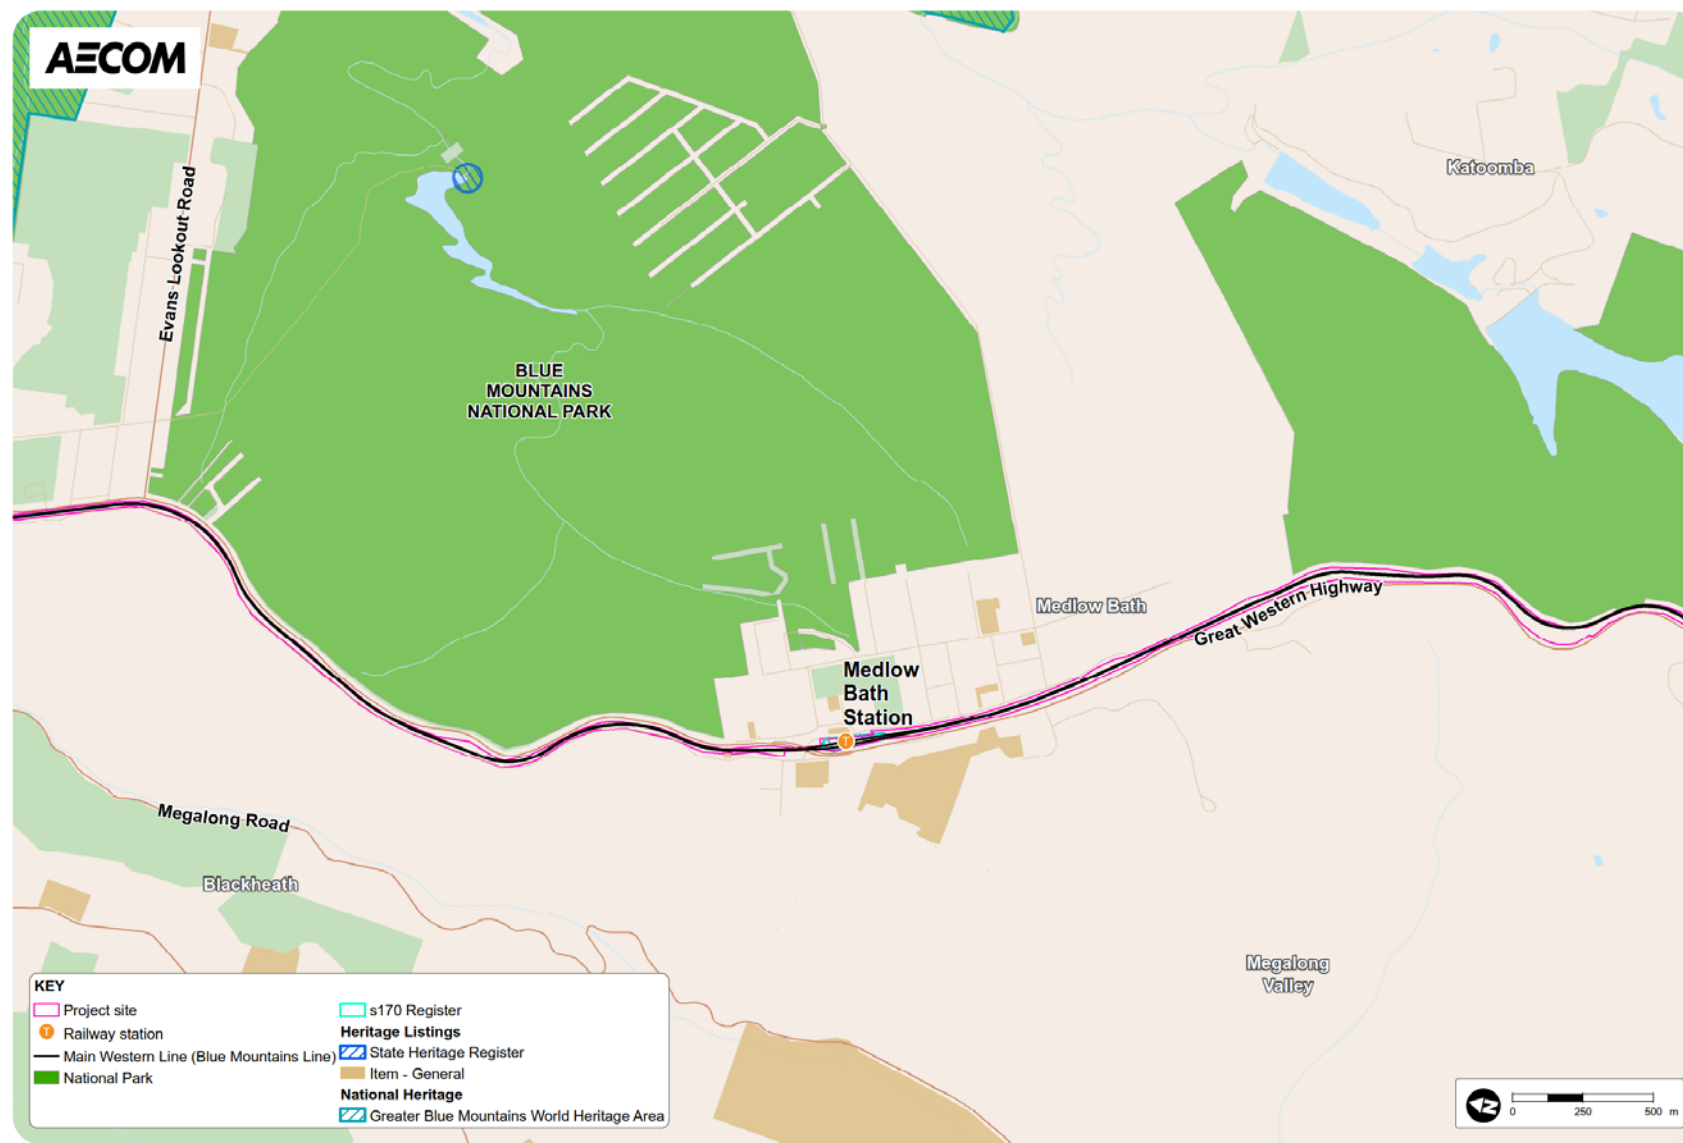 AECOM
Katoomba
Evans Lookout Road
BLUE
MOUNTAINS
NATIONAL PARK
Great Western Highway
Medlow Bath
Medlow
Bath
Station
T
Megalong Road
Blackheath
Megalong
Valley
KEY
Project site
T Railway station
Main Western Line (Blue Mountains Line)
National Park
s170 Register
Heritage Listings
State Heritage Register
Item - General
National Heritage
Greater Blue Mountains World Heritage Area
Z
0 250 500 m